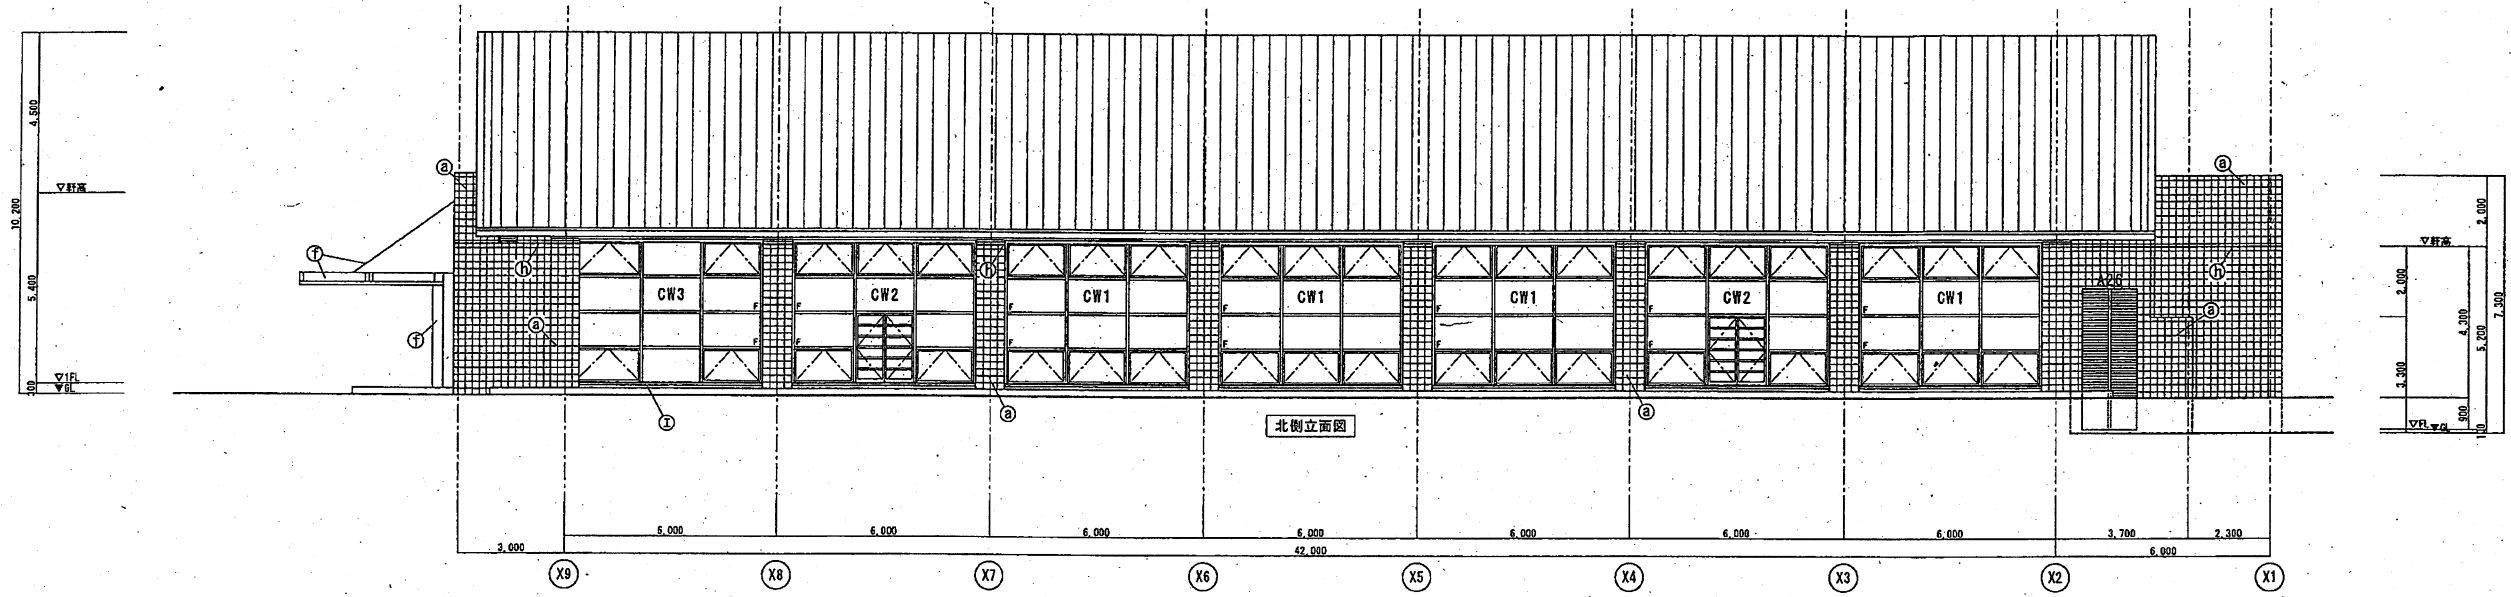 4,500
10,200
5,400
300
▽軒高
▽1FL
▼GL
ⓐ
ⓕ
ⓕ
ⓗ
ⓐ
CW3
F
F
Ⓘ
F
F
CW2
ⓗ
ⓐ
F
F
CW1
F
F
CW1
F
F
CW1
F
F
CW2
ⓐ
F
F
CW1
A26
ⓐ
ⓗ
ⓐ
▽軒高
2,000
2,000
7,300
4,300
5,200
3,300
900
▽FL ▼GL
北側立面図
6,000
6,000
6,000
6,000
6,000
6,000
6,000
3,700
2,300
3,000
42,000
6,000
X9
X8
X7
X6
X5
X4
X3
X2
X1